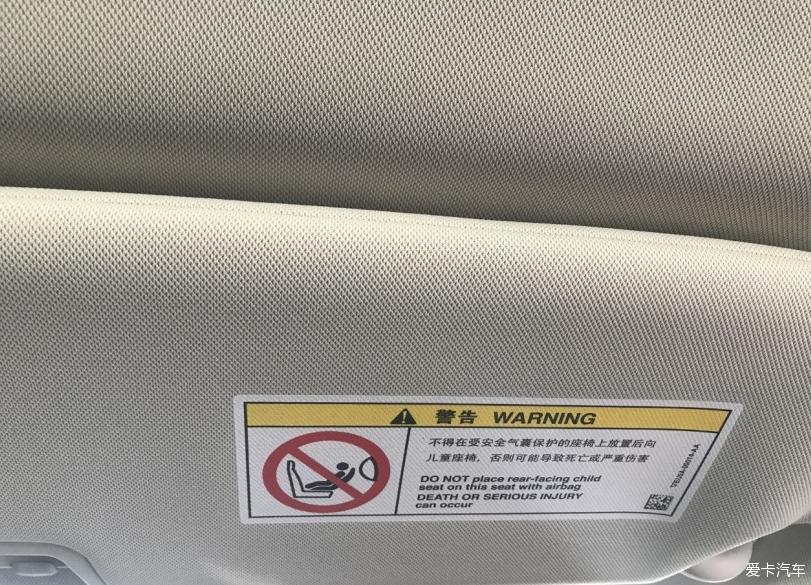 警告 WARNING
不得在受安全气囊保护的座椅上放置后向
儿童座椅，否则可能导致死亡或严重伤害
DO NOT place rear-facing child
seat on this seat with airbag
DEATH OR SERIOUS INJURY
can occur
爱卡汽车